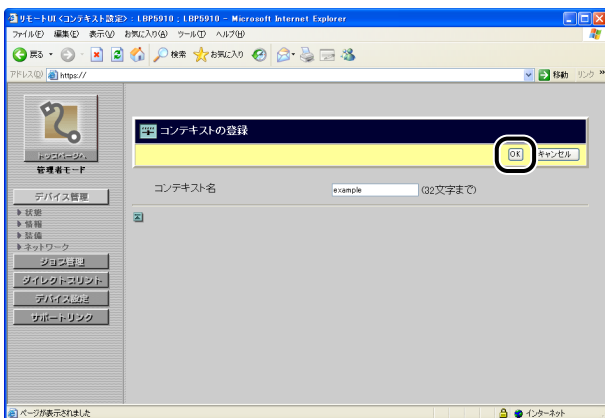 リモートUI <コンテキスト設定> : LBP5910 ; LBP5910 - Microsoft Internet Explorer
ファイル(F) 編集(E) 表示(V) お気に入り(A) ツール(T) ヘルプ(H)
戻る 検索 お気に入り
アドレス(D) https:// 移動 リンク »
コンテキストの登録
OK キャンセル
トップページへ
管理者モード
コンテキスト名 example (32文字まで)
デバイス管理
状態
情報
装備
ネットワーク
ジョブ管理
ダイレクトプリント
デバイス設定
サポートリンク
ページが表示されました インターネット